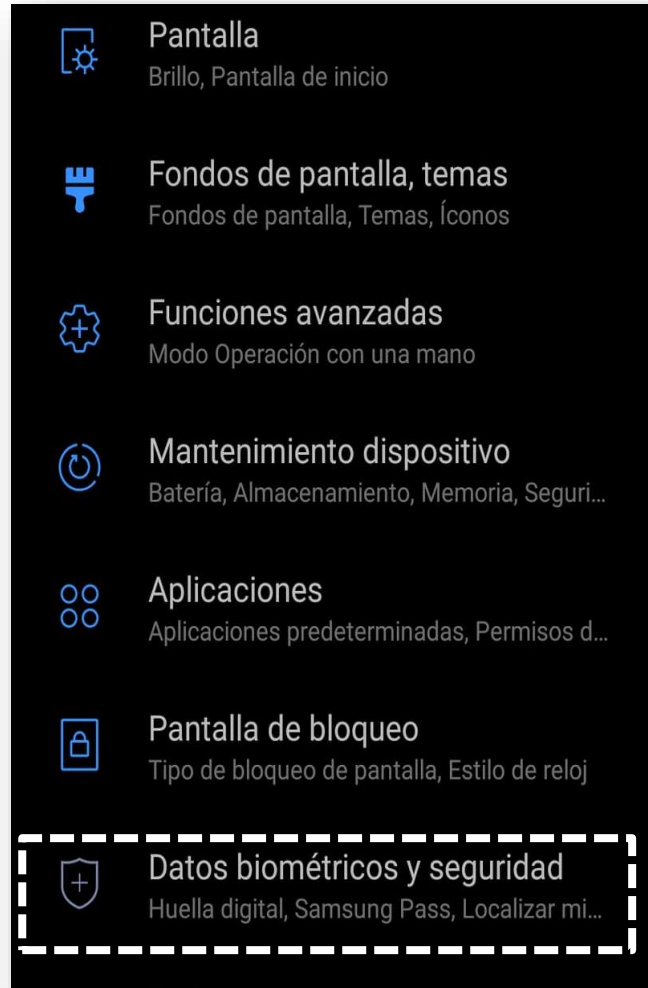 Pantalla
Brillo, Pantalla de inicio
Fondos de pantalla, temas
Fondos de pantalla, Temas, Íconos
Funciones avanzadas
Modo Operación con una mano
Mantenimiento dispositivo
Batería, Almacenamiento, Memoria, Seguri...
Aplicaciones
Aplicaciones predeterminadas, Permisos d...
Pantalla de bloqueo
Tipo de bloqueo de pantalla, Estilo de reloj
Datos biométricos y seguridad
Huella digital, Samsung Pass, Localizar mi...